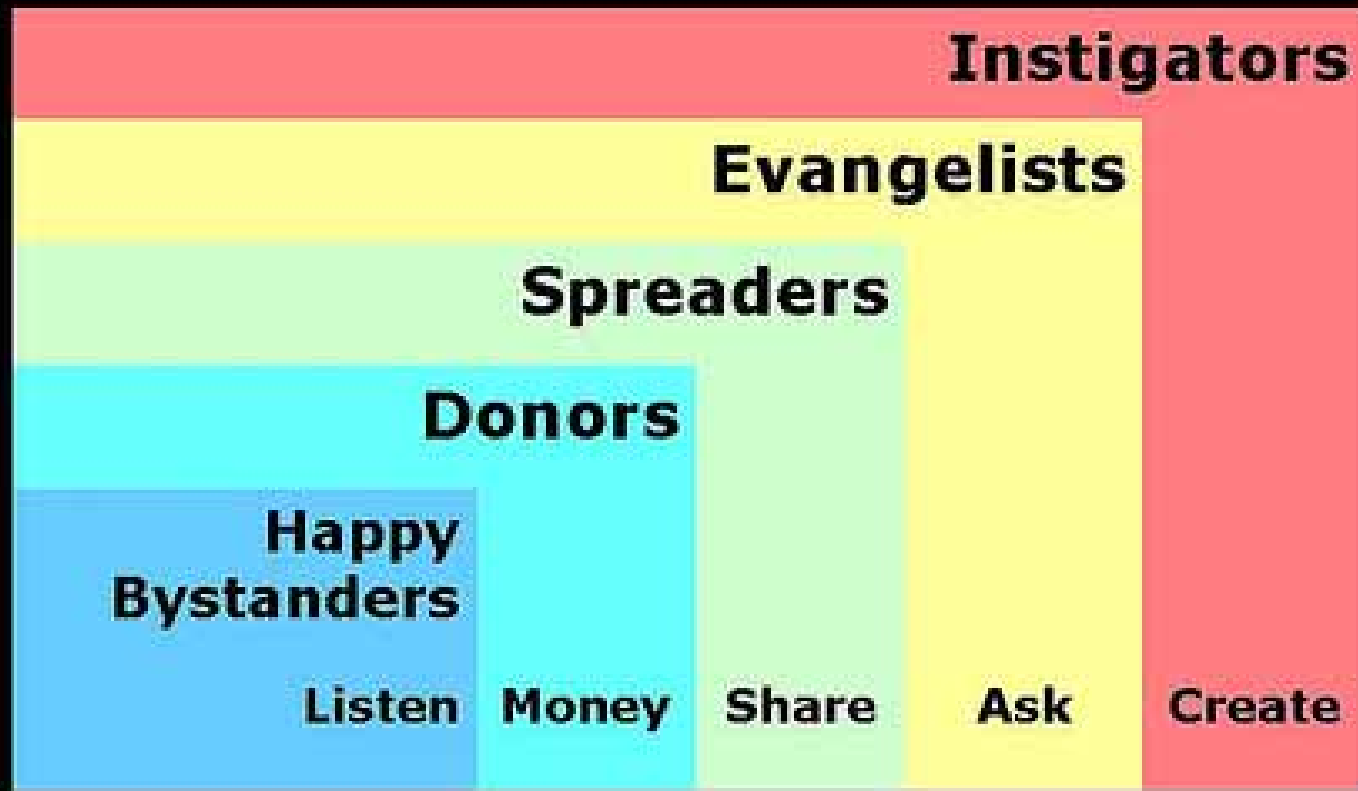 Instigators
Evangelists
Spreaders
Donors
Happy
Bystanders
Listen Money Share Ask Create